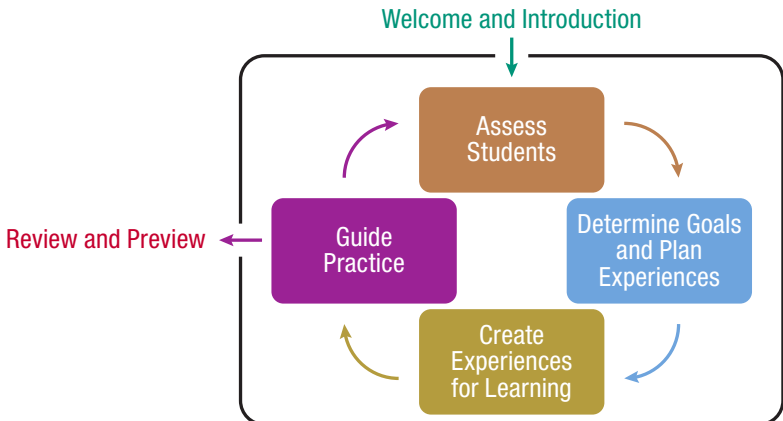 Welcome and Introduction
Assess
Students
Determine Goals
and Plan
Experiences
Create
Experiences
for Learning
Guide
Practice
Review and Preview